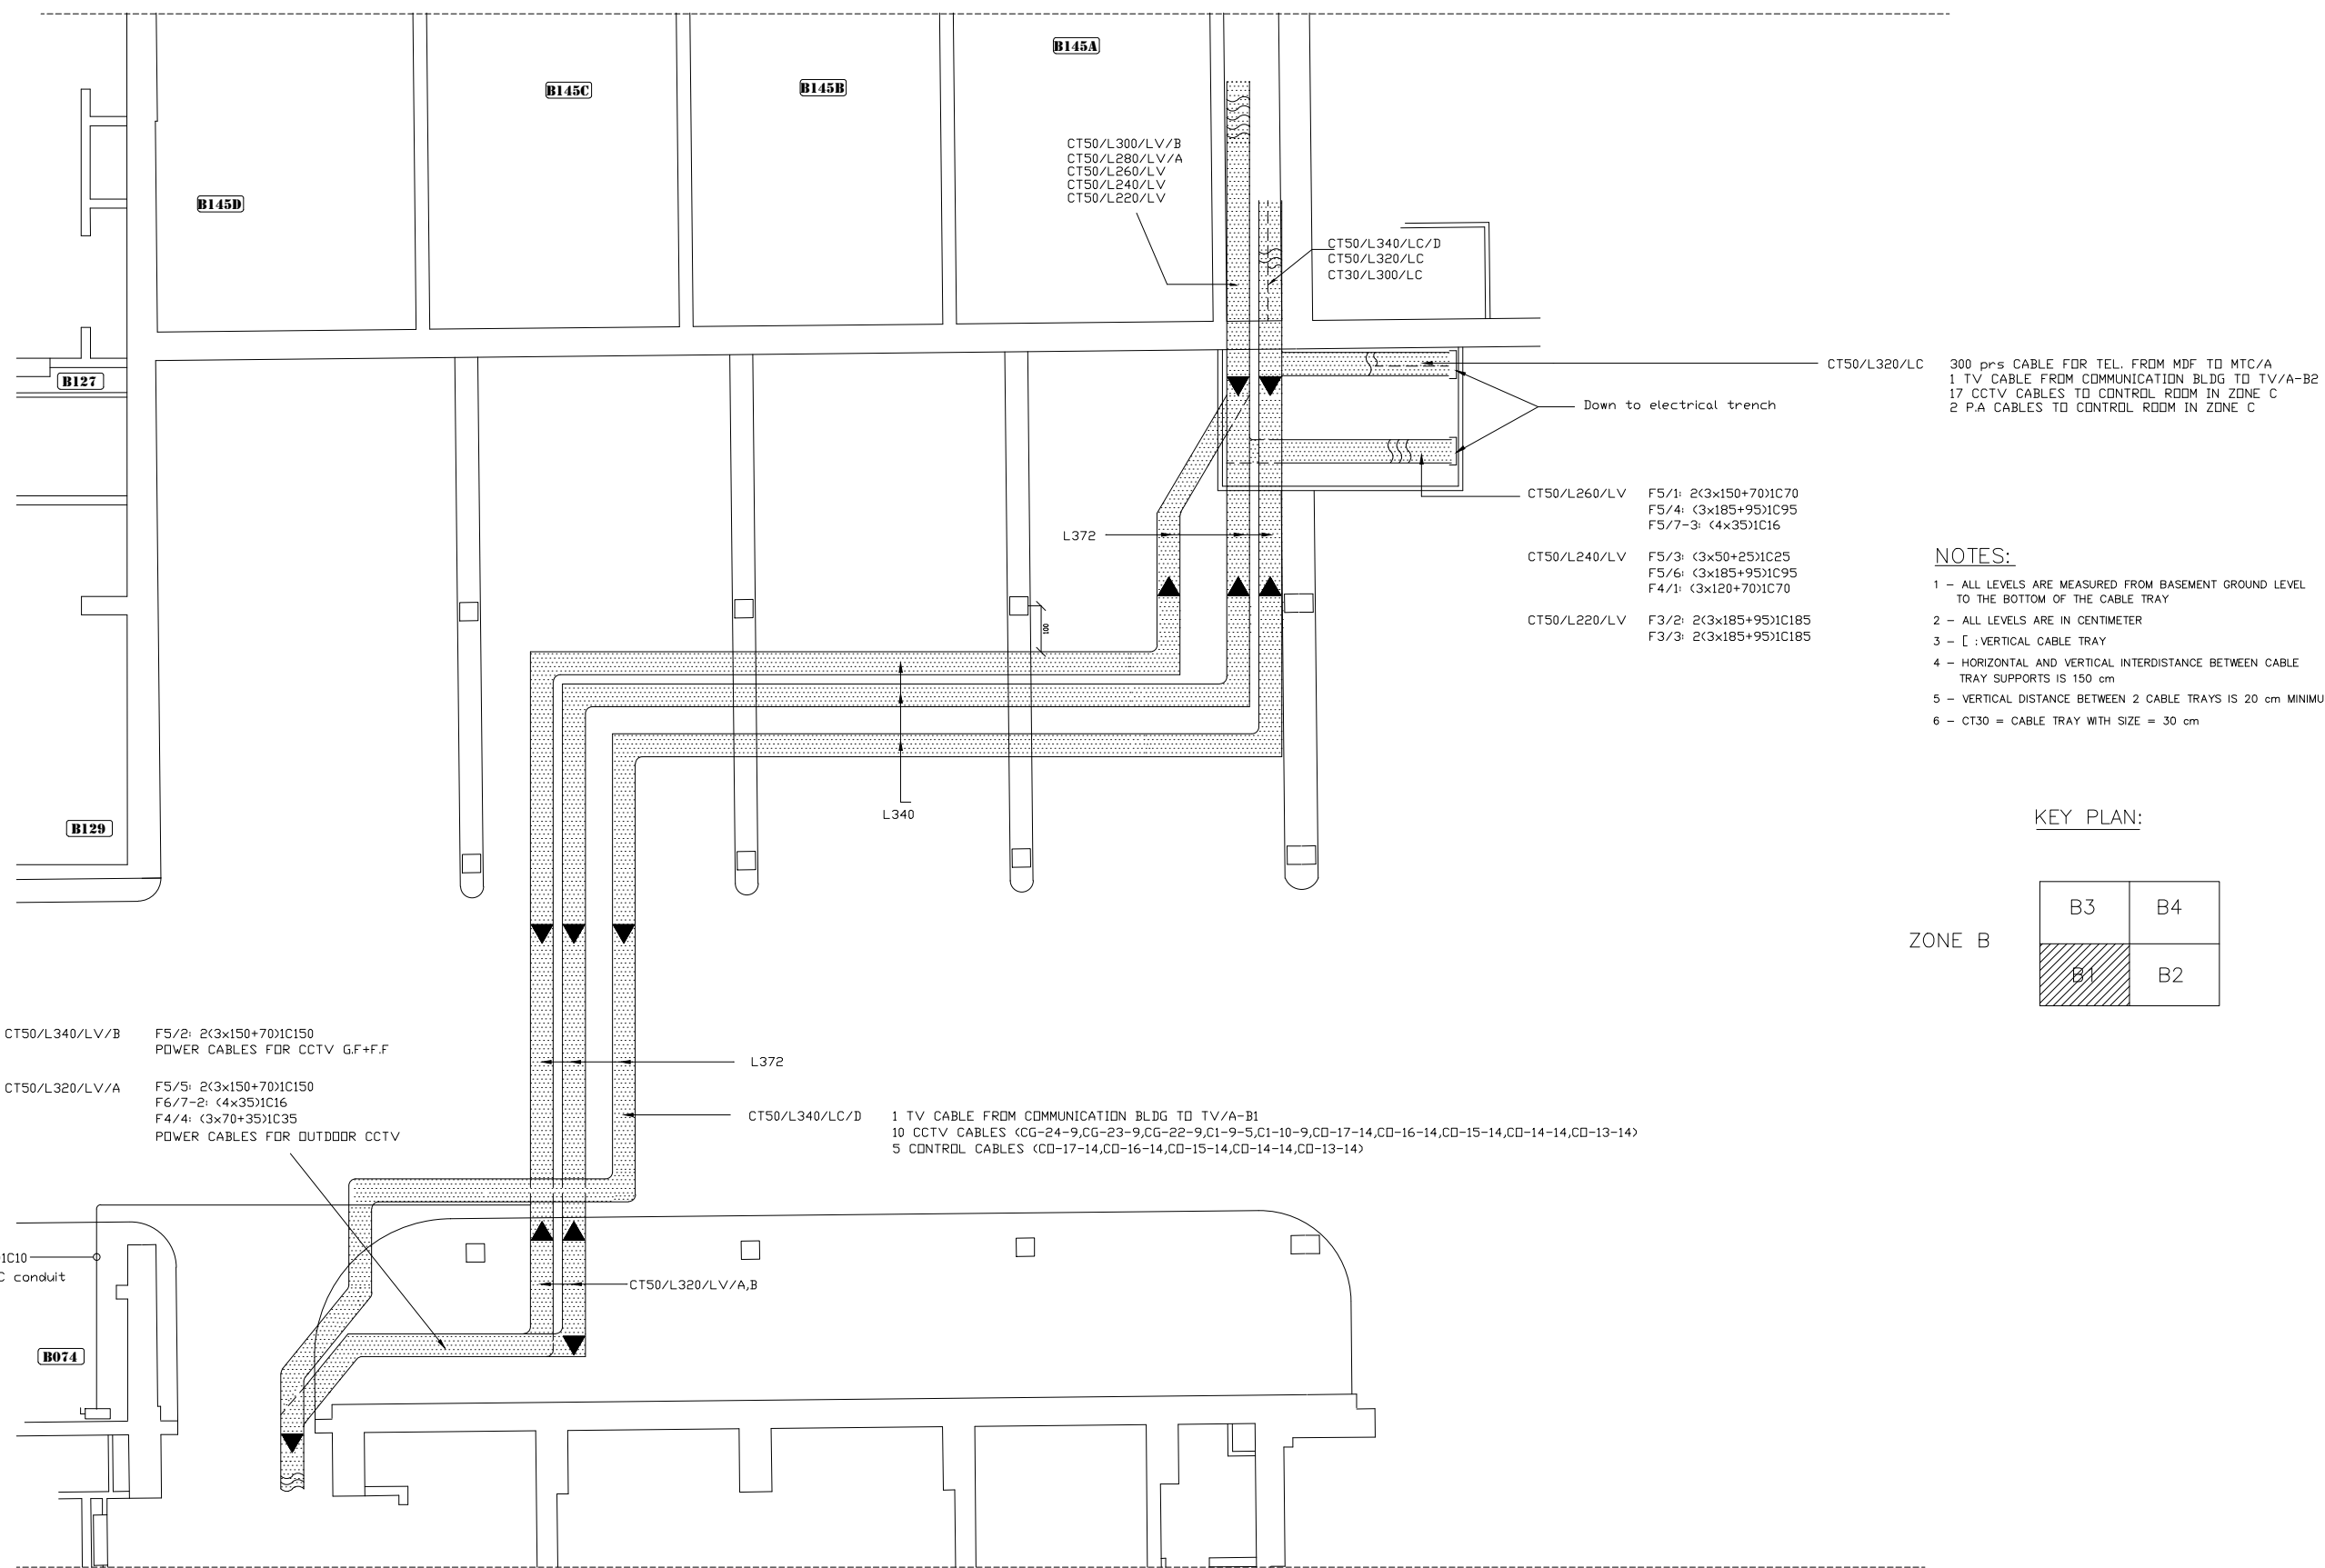 B145A
B145C
B145B
B145D
CT50/L300/LV/B
CT50/L280/LV/A
CT50/L260/LV
CT50/L240/LV
CT50/L220/LV
CT50/L340/LC/D
CT50/L320/LC
CT30/L300/LC
B127
CT50/L320/LC 300 prs CABLE FOR TEL. FROM MDF TO MTC/A
1 TV CABLE FROM COMMUNICATION BLDG TO TV/A-B2
17 CCTV CABLES TO CONTROL ROOM IN ZONE C
2 P.A CABLES TO CONTROL ROOM IN ZONE C
Down to electrical trench
CT50/L260/LV F5/1: 2(3x150+70)1C70
F5/4: (3x185+95)1C95
F5/7-3: (4x35)1C16
CT50/L240/LV F5/3: (3x50+25)1C25
F5/6: (3x185+95)1C95
F4/1: (3x120+70)1C70
CT50/L220/LV F3/2: 2(3x185+95)1C185
F3/3: 2(3x185+95)1C185
L372
100
NOTES:
1 - ALL LEVELS ARE MEASURED FROM BASEMENT GROUND LEVEL
TO THE BOTTOM OF THE CABLE TRAY
2 - ALL LEVELS ARE IN CENTIMETER
3 - [ : VERTICAL CABLE TRAY
4 - HORIZONTAL AND VERTICAL INTERDISTANCE BETWEEN CABLE
TRAY SUPPORTS IS 150 cm
5 - VERTICAL DISTANCE BETWEEN 2 CABLE TRAYS IS 20 cm MINIMU
6 - CT30 = CABLE TRAY WITH SIZE = 30 cm
L340
B129
KEY PLAN:
B3 B4
ZONE B
B1 B2
CT50/L340/LV/B F5/2: 2(3x150+70)1C150
POWER CABLES FOR CCTV G.F+F.F
CT50/L320/LV/A F5/5: 2(3x150+70)1C150
F6/7-2: (4x35)1C16
F4/4: (3x70+35)1C35
POWER CABLES FOR OUTDOOR CCTV
L372
CT50/L340/LC/D 1 TV CABLE FROM COMMUNICATION BLDG TO TV/A-B1
10 CCTV CABLES (CG-24-9,CG-23-9,CG-22-9,C1-9-5,C1-10-9,CO-17-14,CO-16-14,CO-15-14,CO-14-14,CO-13-14)
5 CONTROL CABLES (CO-17-14,CO-16-14,CO-15-14,CO-14-14,CO-13-14)
1C10
C conduit
CT50/L320/LV/A,B
B074